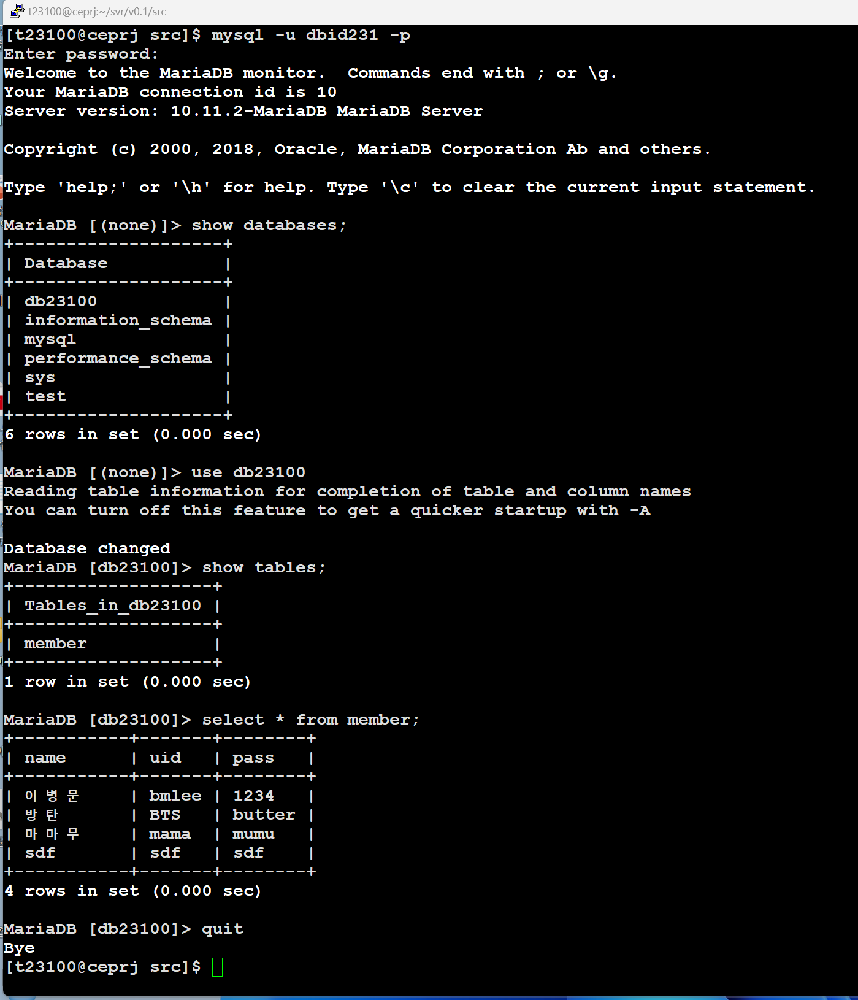 t23100@ceprj:~/svr/v0.1/src
[t23100@ceprj src]$ mysql -u dbid231 -p
Enter password:
Welcome to the MariaDB monitor.  Commands end with ; or \g.
Your MariaDB connection id is 10
Server version: 10.11.2-MariaDB MariaDB Server
Copyright (c) 2000, 2018, Oracle, MariaDB Corporation Ab and others.
Type 'help;' or '\h' for help. Type '\c' to clear the current input statement.
MariaDB [(none)]> show databases;
+--------------------+
| Database           |
+--------------------+
| db23100            |
| information_schema |
| mysql              |
| performance_schema |
| sys                |
| test               |
+--------------------+
6 rows in set (0.000 sec)
MariaDB [(none)]> use db23100
Reading table information for completion of table and column names
You can turn off this feature to get a quicker startup with -A
Database changed
MariaDB [db23100]> show tables;
+-------------------+
| Tables_in_db23100 |
+-------------------+
| member            |
+-------------------+
1 row in set (0.000 sec)
MariaDB [db23100]> select * from member;
+-----------+-------+--------+
| name      | uid   | pass   |
+-----------+-------+--------+
| 이병문    | bmlee | 1234   |
| 방탄      | BTS   | butter |
| 마마무    | mama  | mumu   |
| sdf       | sdf   | sdf    |
+-----------+-------+--------+
4 rows in set (0.000 sec)
MariaDB [db23100]> quit
Bye
[t23100@ceprj src]$